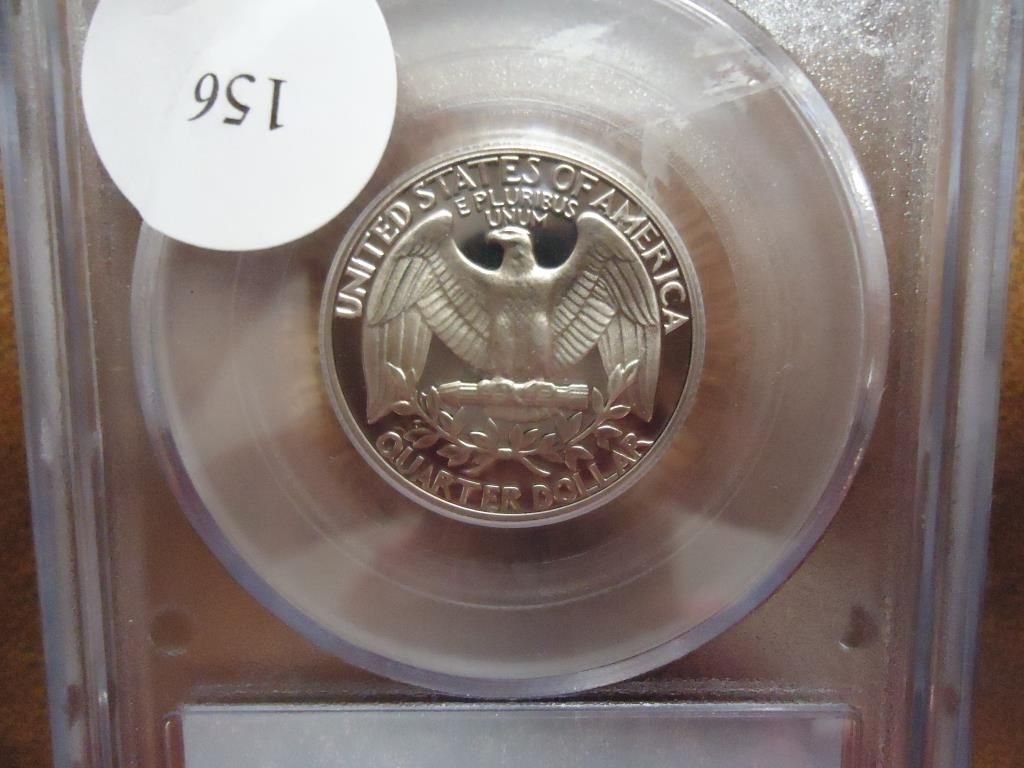 156
UNITED STATES OF AMERICA
E PLURIBUS
UNUM
QUARTER DOLLAR